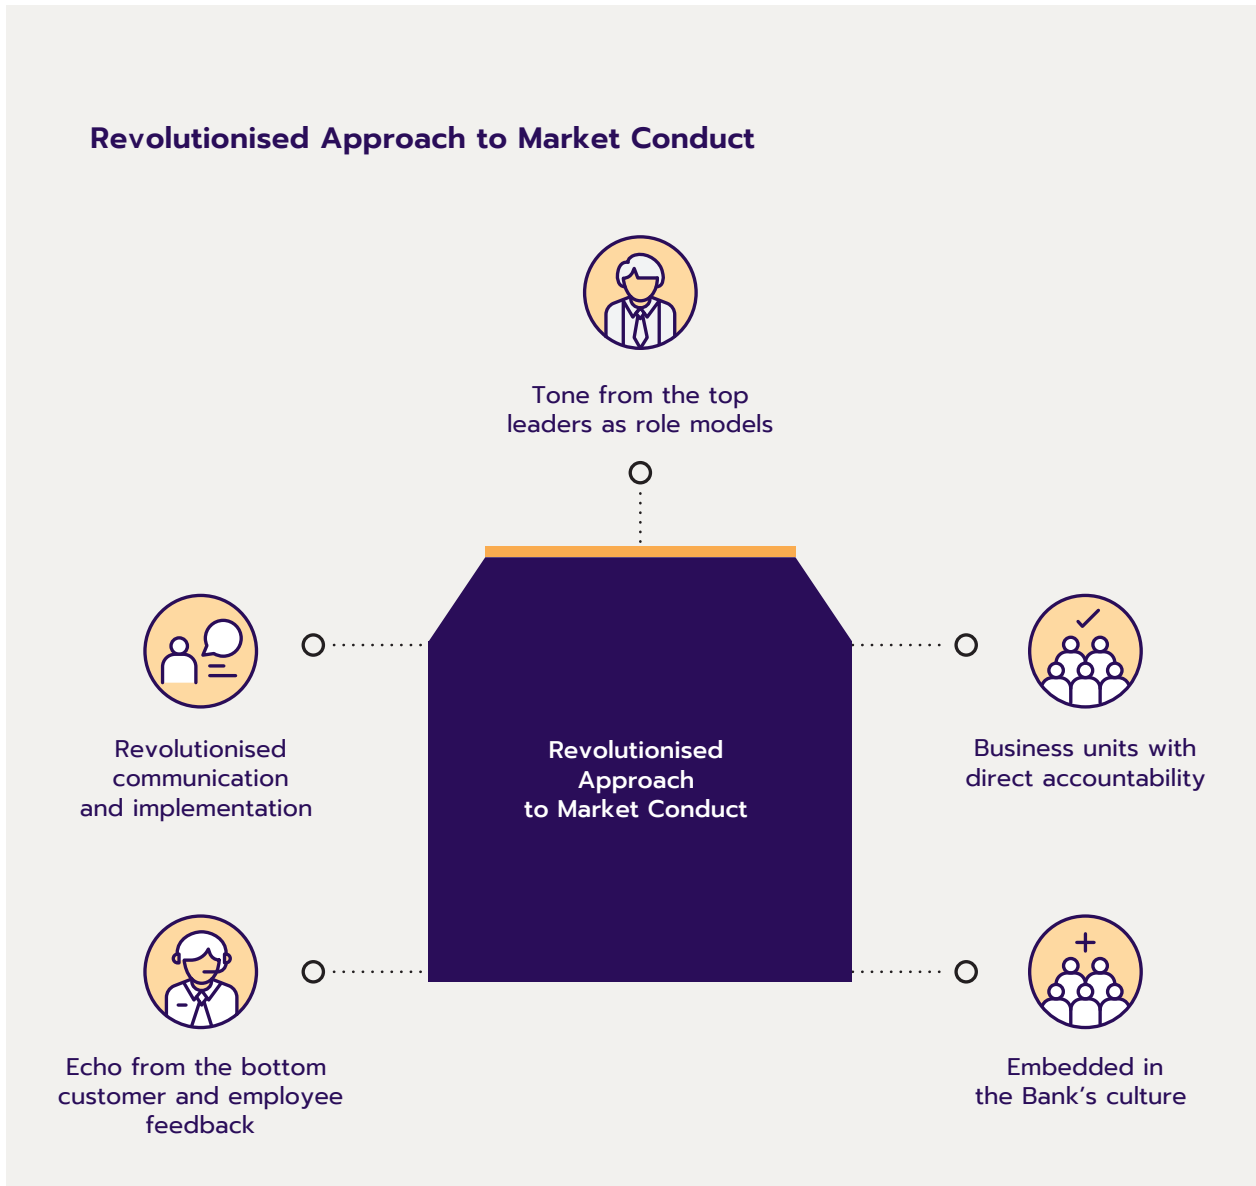 Revolutionised Approach to Market Conduct
Tone from the top
leaders as role models
Revolutionised
communication
and implementation
Revolutionised
Approach
to Market Conduct
Business units with
direct accountability
Echo from the bottom
customer and employee
feedback
Embedded in
the Bank’s culture